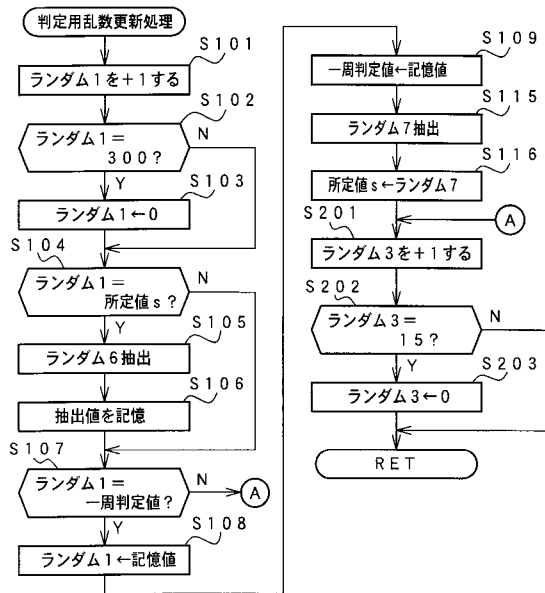 判定用乱数更新処理
S101
ランダム1を+1する
S102
ランダム1=
300?
N
Y
S103
ランダム1←0
S104
ランダム1=
所定値s?
N
Y
S105
ランダム6抽出
S106
抽出値を記憶
S107
ランダム1=
一周判定値?
N
A
Y
S108
ランダム1←記憶値
S109
一周判定値←記憶値
S115
ランダム7抽出
S116
所定値s←ランダム7
A
S201
ランダム3を+1する
S202
ランダム3=
15?
N
Y
S203
ランダム3←0
RET